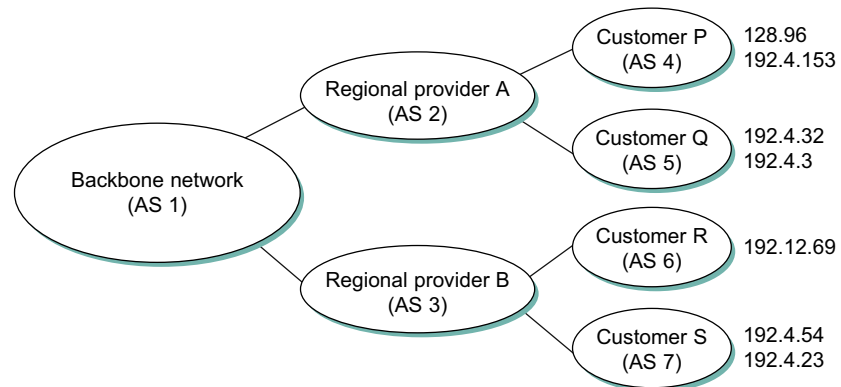 Customer P
(AS 4)
128.96
192.4.153
Regional provider A
(AS 2)
Customer Q
(AS 5)
192.4.32
192.4.3
Backbone network
(AS 1)
Customer R
(AS 6)
192.12.69
Regional provider B
(AS 3)
Customer S
(AS 7)
192.4.54
192.4.23